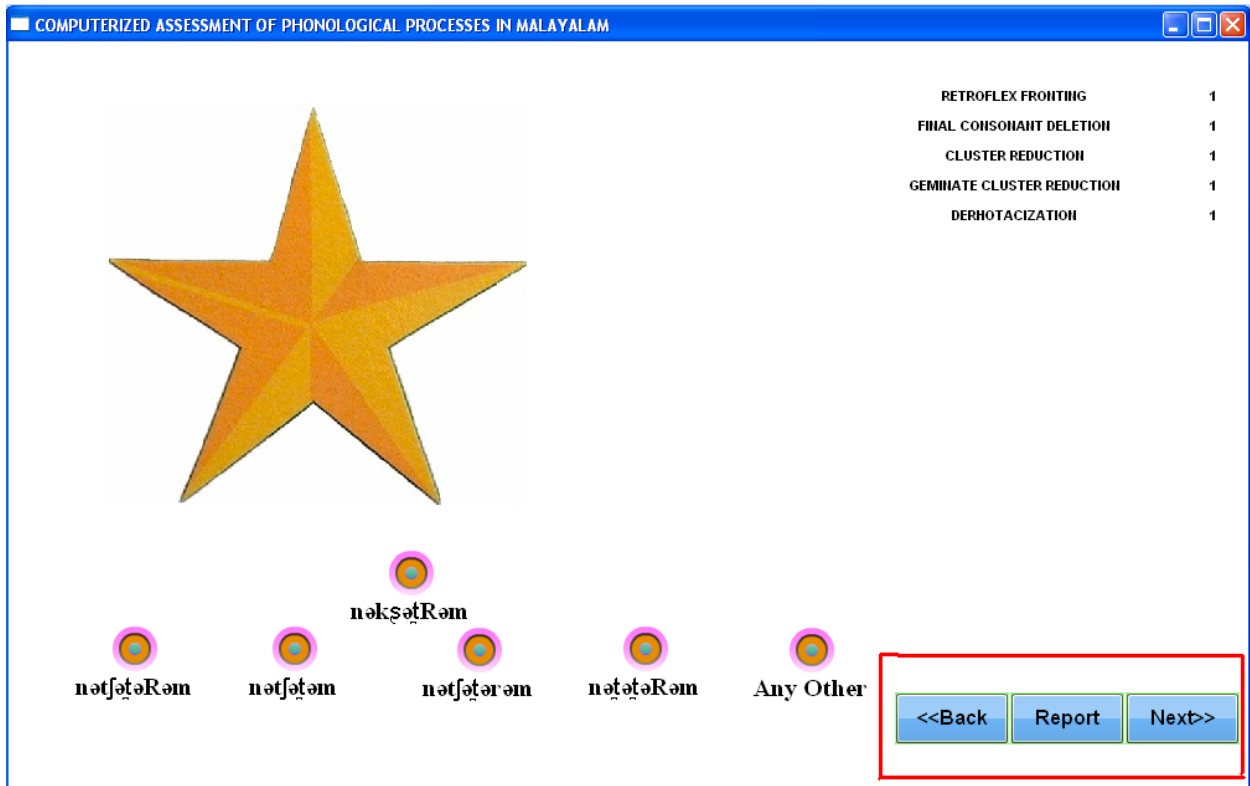 COMPUTERIZED ASSESSMENT OF PHONOLOGICAL PROCESSES IN MALAYALAM
RETROFLEX FRONTING 1
FINAL CONSONANT DELETION 1
CLUSTER REDUCTION 1
GEMINATE CLUSTER REDUCTION 1
DERHOTACIZATION 1
nəkʂət̪Rəm
nətʃət̪əRəm nətʃət̪əm nətʃət̪ərəm nət̪ət̪əRəm Any Other
<<Back Report Next>>